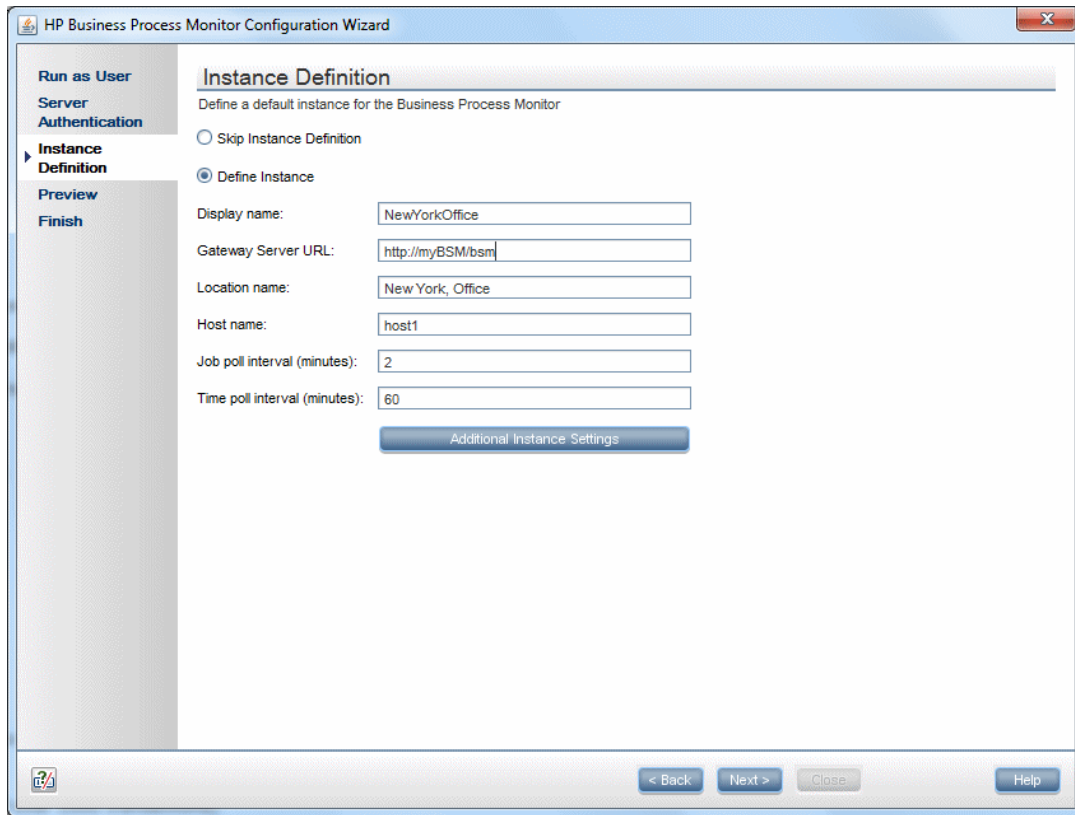 HP Business Process Monitor Configuration Wizard
Run as User
Server
Authentication
Instance
Definition
Preview
Finish
Instance Definition
Define a default instance for the Business Process Monitor
Skip Instance Definition
Define Instance
Display name:
NewYorkOffice
Gateway Server URL:
http://myBSM/bsm
Location name:
New York, Office
Host name:
host1
Job poll interval (minutes):
2
Time poll interval (minutes):
60
Additional Instance Settings
< Back
Next >
Close
Help